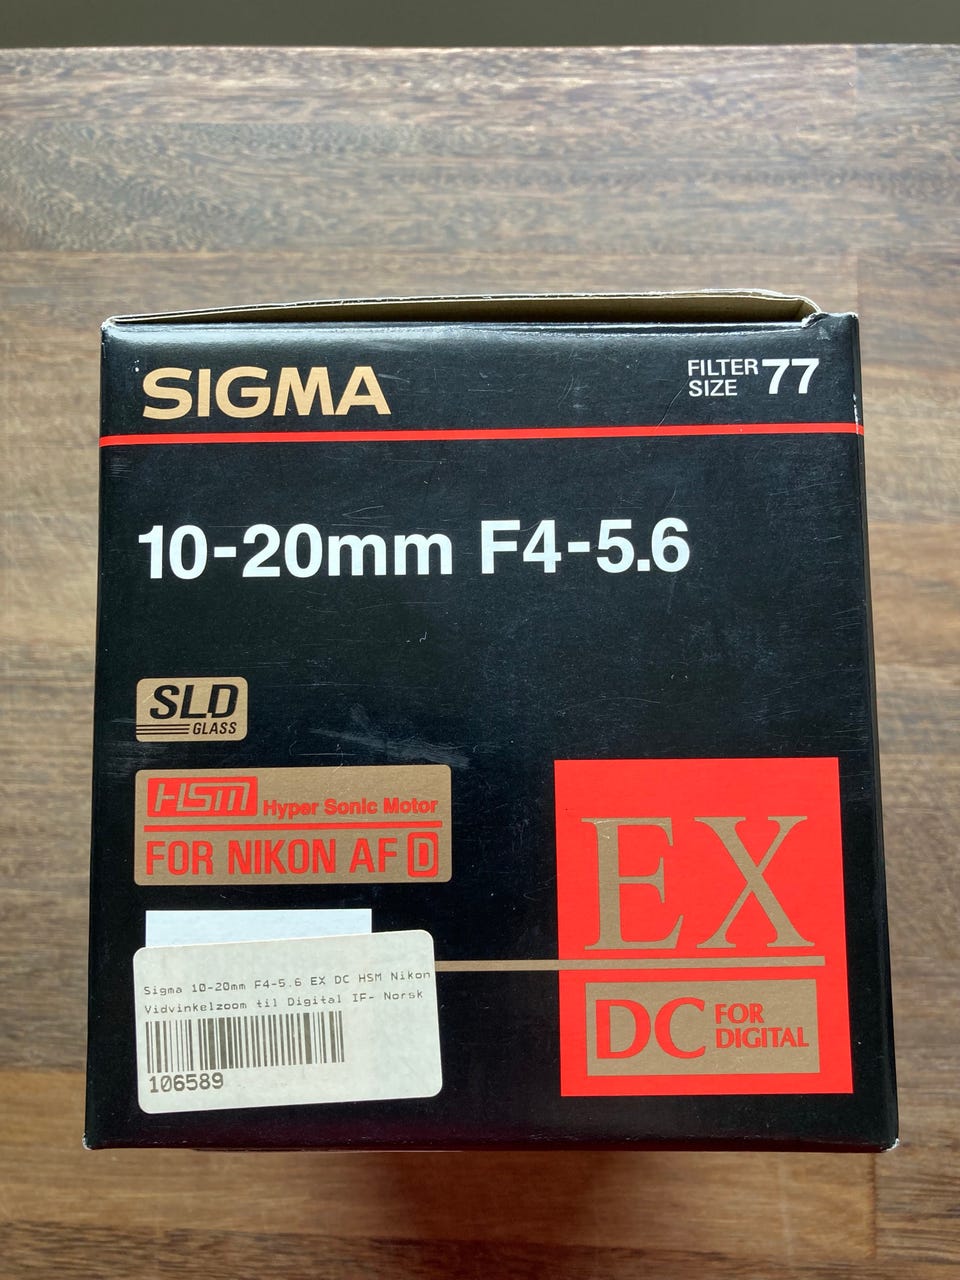 SIGMA
FILTER SIZE 77
10-20mm F4-5.6
SLD
GLASS
HSM Hyper Sonic Motor
FOR NIKON AF D
EX
DC FOR DIGITAL
Sigma 10-20mm F4-5.6 EX DC HSM Nikon
Vidvinkelzoom til Digital IF- Norsk
106589